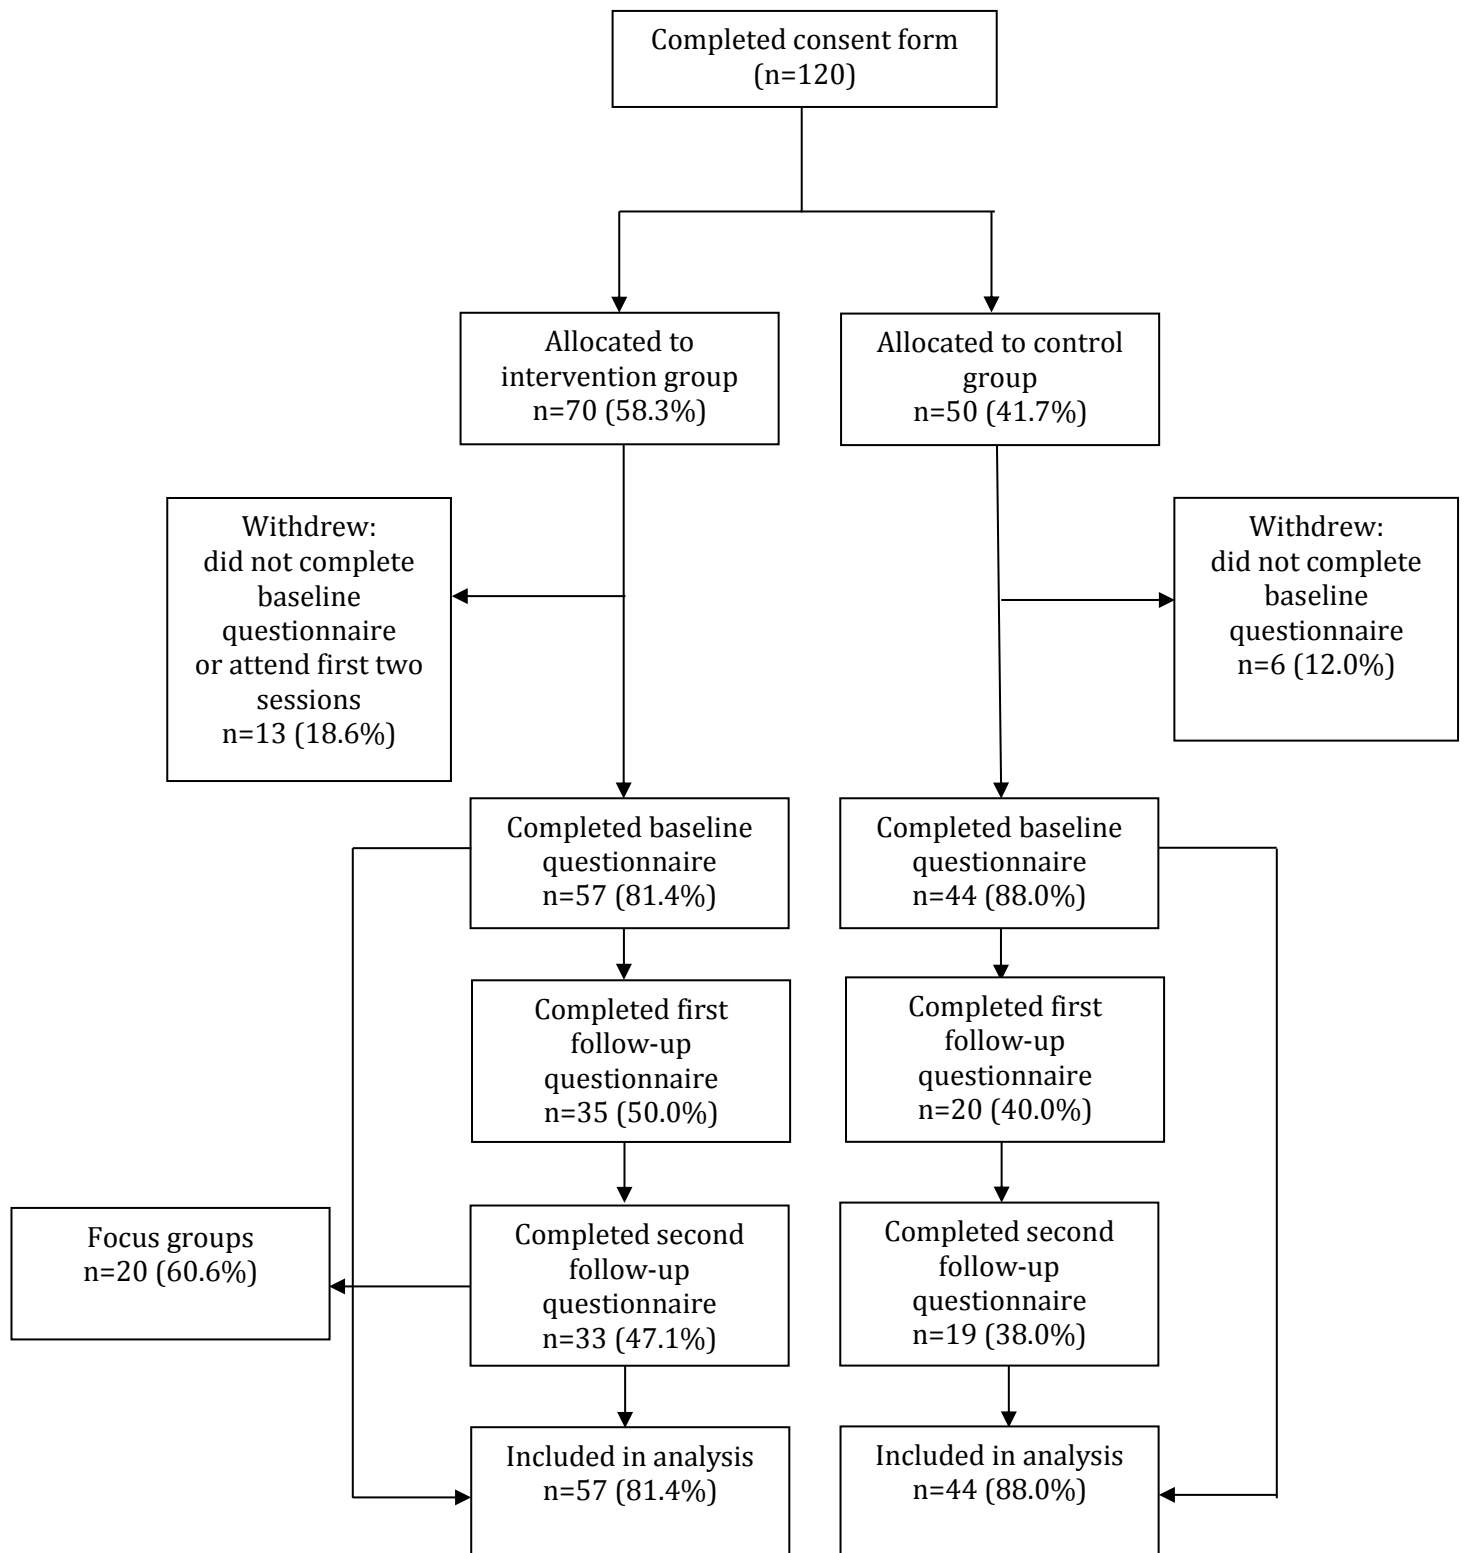 Completed consent form
(n=120)
Allocated to
intervention group
n=70 (58.3%)
Allocated to control
group
n=50 (41.7%)
Withdrew:
did not complete
baseline
questionnaire
or attend first two
sessions
n=13 (18.6%)
Withdrew:
did not complete
baseline
questionnaire
n=6 (12.0%)
Completed baseline
questionnaire
n=57 (81.4%)
Completed baseline
questionnaire
n=44 (88.0%)
Completed first
follow-up
questionnaire
n=35 (50.0%)
Completed first
follow-up
questionnaire
n=20 (40.0%)
Focus groups
n=20 (60.6%)
Completed second
follow-up
questionnaire
n=33 (47.1%)
Completed second
follow-up
questionnaire
n=19 (38.0%)
Included in analysis
n=57 (81.4%)
Included in analysis
n=44 (88.0%)